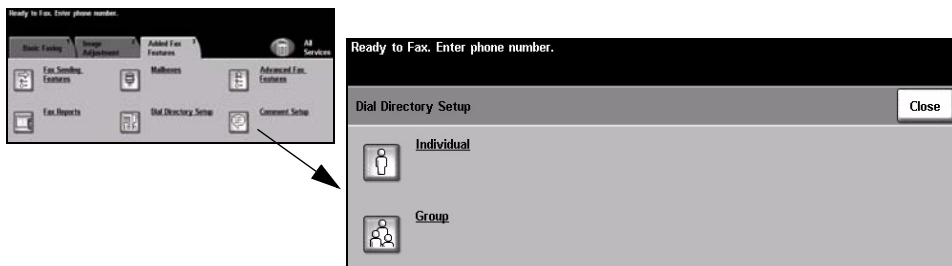 Ready to Fax. Enter phone number.
Basic Faxing
Image Adjustment
Added Fax Features
All Services
Fax Sending Features
Mailboxes
Advanced Fax Features
Fax Reports
Dial Directory Setup
Comment Setup
Ready to Fax. Enter phone number.
Dial Directory Setup
Close
Individual
Group